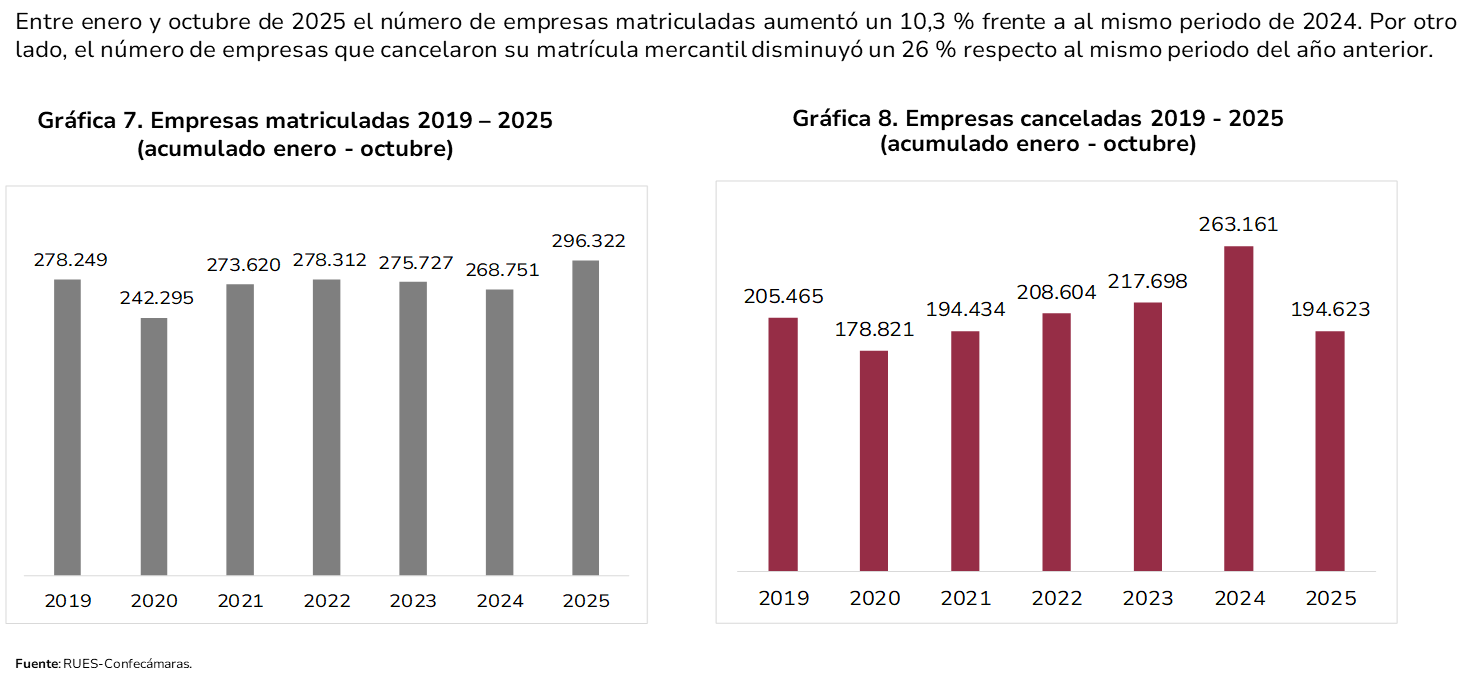 Entre enero y octubre de 2025 el número de empresas matriculadas aumentó un 10,3 % frente a al mismo periodo de 2024. Por otro
lado, el número de empresas que cancelaron su matrícula mercantil disminuyó un 26 % respecto al mismo periodo del año anterior.
Gráfica 7. Empresas matriculadas 2019 – 2025
(acumulado enero - octubre)
278.249
242.295
273.620
278.312
275.727
268.751
296.322
2019 2020 2021 2022 2023 2024 2025
Gráfica 8. Empresas canceladas 2019 - 2025
(acumulado enero - octubre)
205.465
178.821
194.434
208.604
217.698
263.161
194.623
2019 2020 2021 2022 2023 2024 2025
Fuente: RUES-Confecámaras.